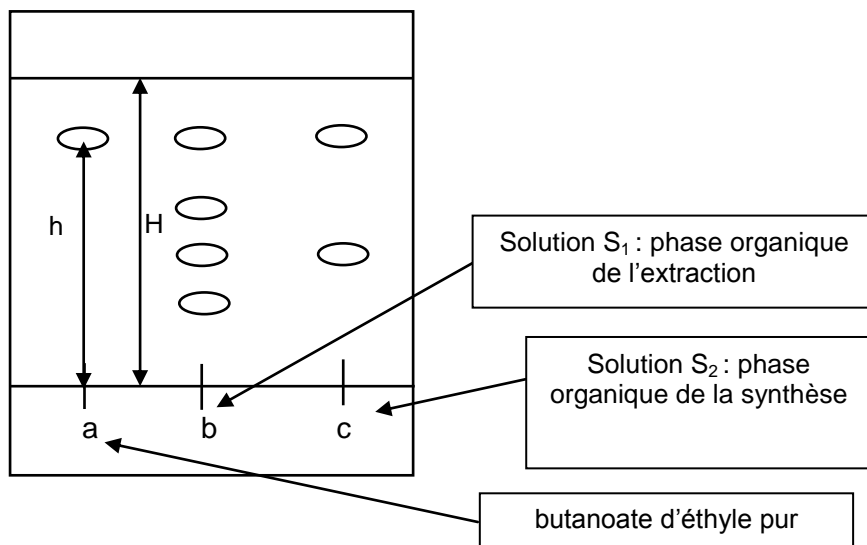 h
H
Solution S₁ : phase organique
de l’extraction
Solution S₂ : phase
organique de la synthèse
a
b
c
butanoate d’éthyle pur